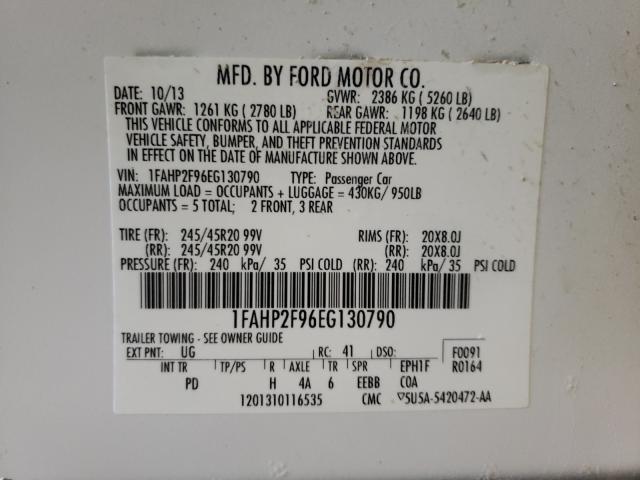 MFD. BY FORD MOTOR CO.
DATE: 10/13 GVWR: 2386 KG ( 5260 LB)
FRONT GAWR: 1261 KG ( 2780 LB) REAR GAWR: 1198 KG ( 2640 LB)
THIS VEHICLE CONFORMS TO ALL APPLICABLE FEDERAL MOTOR
VEHICLE SAFETY, BUMPER, AND THEFT PREVENTION STANDARDS
IN EFFECT ON THE DATE OF MANUFACTURE SHOWN ABOVE.
VIN: 1FAHP2F96EG130790 TYPE: Passenger Car
MAXIMUM LOAD = OCCUPANTS + LUGGAGE = 430KG/ 950LB
OCCUPANTS = 5 TOTAL; 2 FRONT, 3 REAR
TIRE (FR): 245/45R20 99V RIMS (FR): 20X8.0J
(RR): 245/45R20 99V (RR): 20X8.0J
PRESSURE (FR): 240 kPa/ 35 PSI COLD (RR): 240 kPa/ 35 PSI COLD
1FAHP2F96EG130790
TRAILER TOWING - SEE OWNER GUIDE
EXT PNT: UG RC: 41 DSO: F0091
INT TR TP/PS R AXLE TR SPR EPH1F R0164
PD H 4A 6 EEBB COA
1201310116535 CMC ▽5U5A-5420472-AA